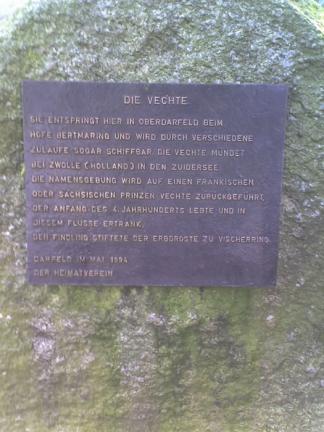 DIE VECHTE
SIE ENTSPRINGT HIER IN OBERDARFELD BEIM
HOFE BERTMARING UND WIRD DURCH VERSCHIEDENE
ZULÄUFE SOGAR SCHIFFBAR. DIE VECHTE MÜNDET
BEI ZWOLLE (HOLLAND) IN DEN ZUIDERSEE.
DIE NAMENSGEBUNG WIRD AUF EINEN FRÄNKISCHEN
ODER SÄCHSISCHEN PRINZEN VECHTE ZURÜCKGEFÜHRT,
DER ANFANG DES 4. JAHRHUNDERTS LEBTE UND IN
DIESEM FLUSSE ERTRANK.
DEN FINDLING STIFTETE DER ERBDROSTE ZU VISCHERRING.
DARFELD IM MAI 1994
DER HEIMATVEREIN